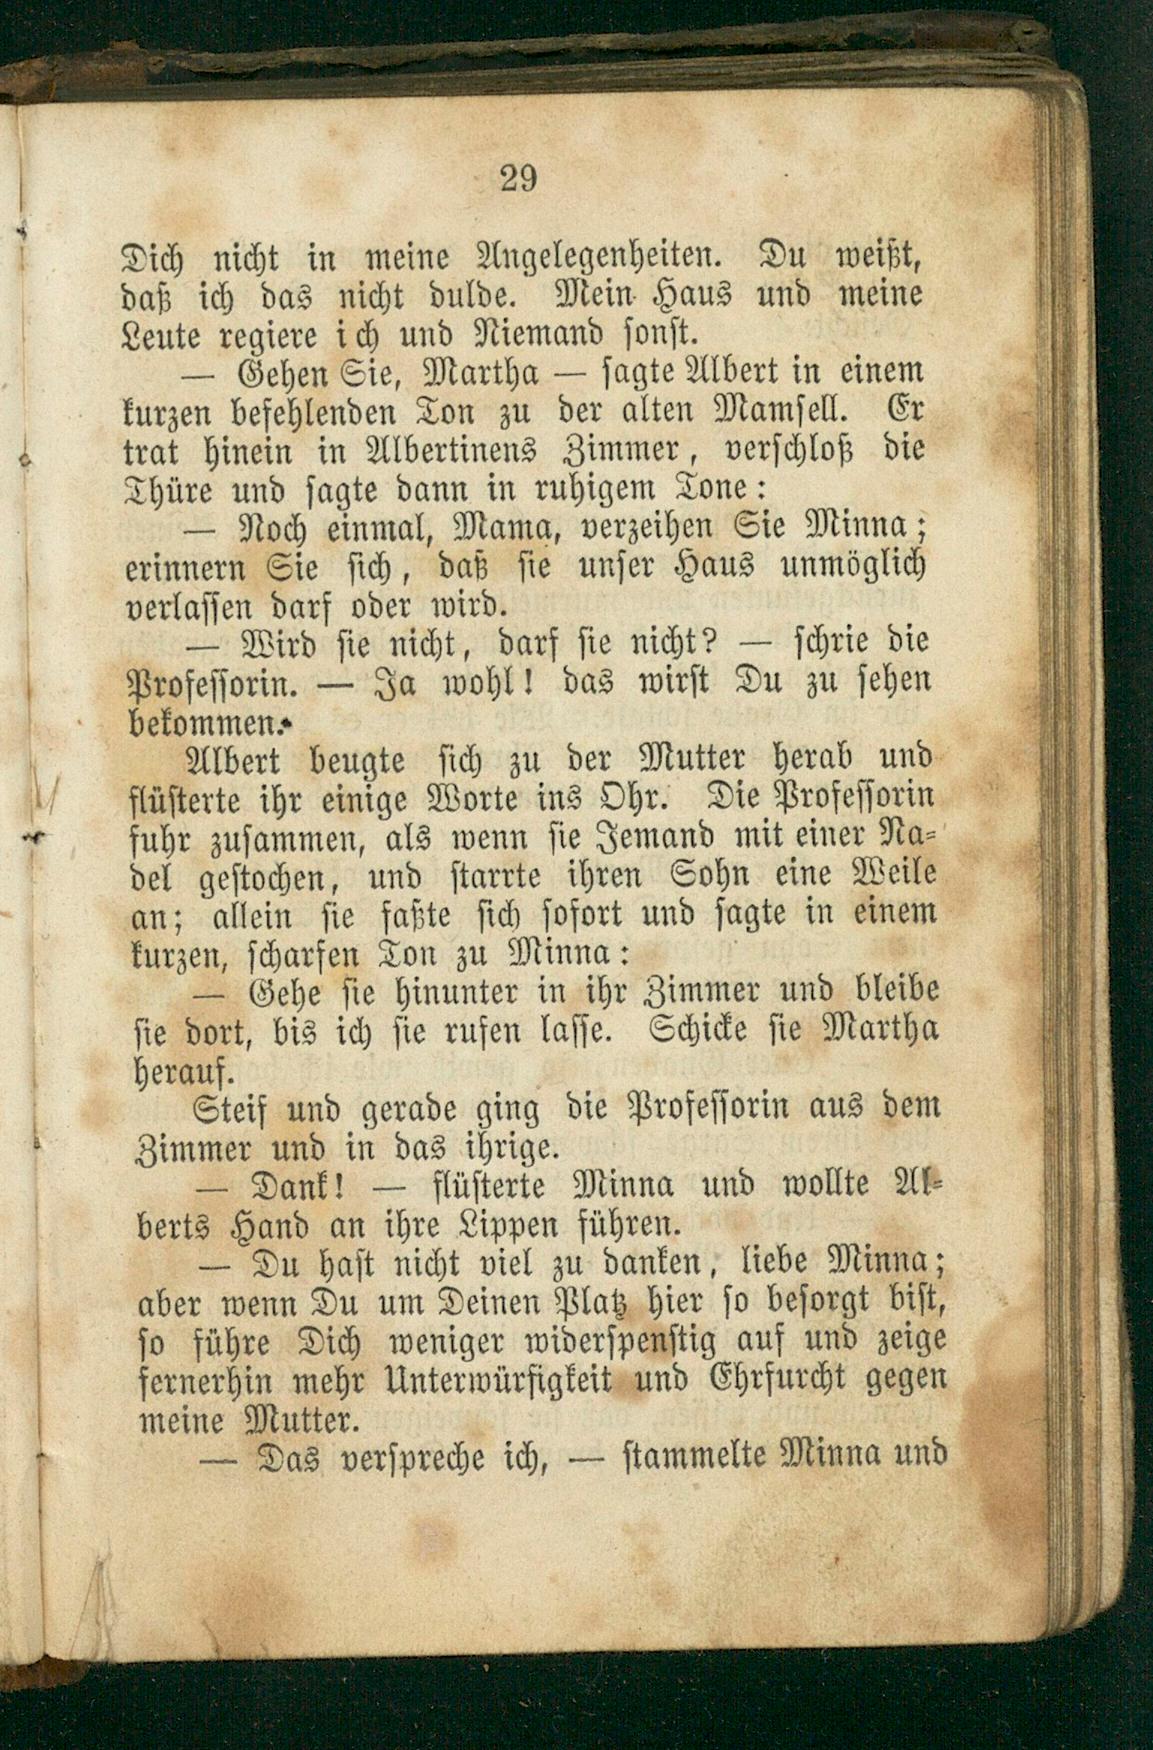 29
Dich nicht in meine Angelegenheiten. Du weißt,
daß ich das nicht dulde. Mein Haus und meine
Leute regiere ich und Niemand sonst.
— Gehen Sie, Martha — sagte Albert in einem
kurzen befehlenden Ton zu der alten Mamsell. Er
trat hinein in Albertinens Zimmer, verschloß die
Thüre und sagte dann in ruhigem Tone:
— Noch einmal, Mama, verzeihen Sie Minna;
erinnern Sie sich, daß sie unser Haus unmöglich
verlassen darf oder wird.
— Wird sie nicht, darf sie nicht? — schrie die
Professorin. — Ja wohl! das wirst Du zu sehen
bekommen.
Albert beugte sich zu der Mutter herab und
flüsterte ihr einige Worte ins Ohr. Die Professorin
fuhr zusammen, als wenn sie Jemand mit einer Na-
del gestochen, und starrte ihren Sohn eine Weile
an; allein sie faßte sich sofort und sagte in einem
kurzen, scharfen Ton zu Minna:
— Gehe sie hinunter in ihr Zimmer und bleibe
sie dort, bis ich sie rufen lasse. Schicke sie Martha
herauf.
Steif und gerade ging die Professorin aus dem
Zimmer und in das ihrige.
— Dank! — flüsterte Minna und wollte Al-
berts Hand an ihre Lippen führen.
— Du hast nicht viel zu danken, liebe Minna;
aber wenn Du um Deinen Platz hier so besorgt bist,
so führe Dich weniger widerspenstig auf und zeige
fernerhin mehr Unterwürfigkeit und Ehrfurcht gegen
meine Mutter.
— Das verspreche ich, — stammelte Minna und